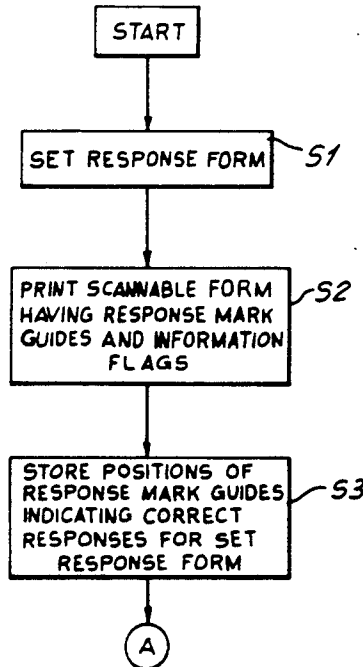 START
SET RESPONSE FORM
S1
PRINT SCANNABLE FORM
HAVING RESPONSE MARK
GUIDES AND INFORMATION
FLAGS
S2
STORE POSITIONS OF
RESPONSE MARK GUIDES
INDICATING CORRECT
RESPONSES FOR SET
RESPONSE FORM
S3
A